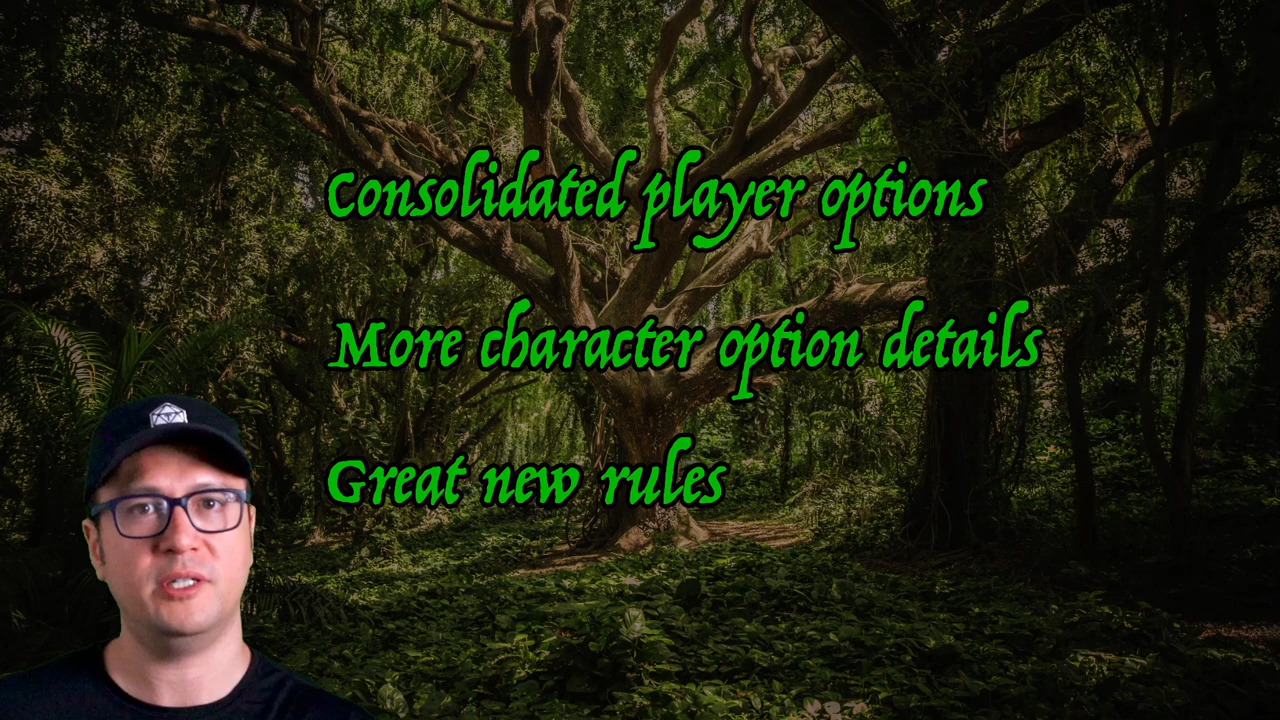 Consolidated player options
More character option details
Great new rules